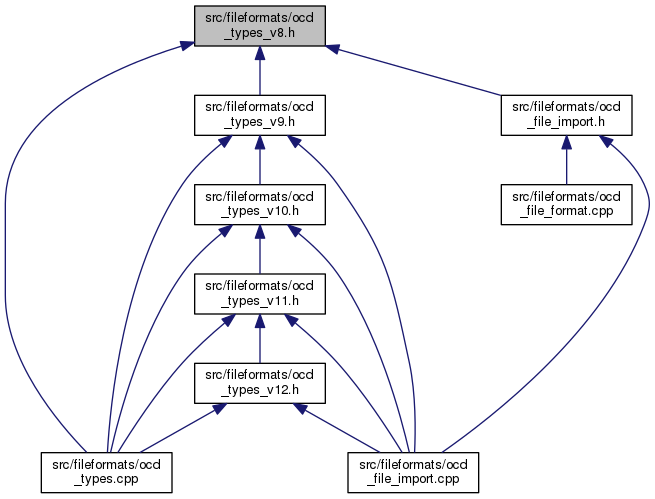 src/fileformats/ocd
_types_v8.h
src/fileformats/ocd
_types_v9.h
src/fileformats/ocd
_file_import.h
src/fileformats/ocd
_types_v10.h
src/fileformats/ocd
_file_format.cpp
src/fileformats/ocd
_types_v11.h
src/fileformats/ocd
_types_v12.h
src/fileformats/ocd
_types.cpp
src/fileformats/ocd
_file_import.cpp